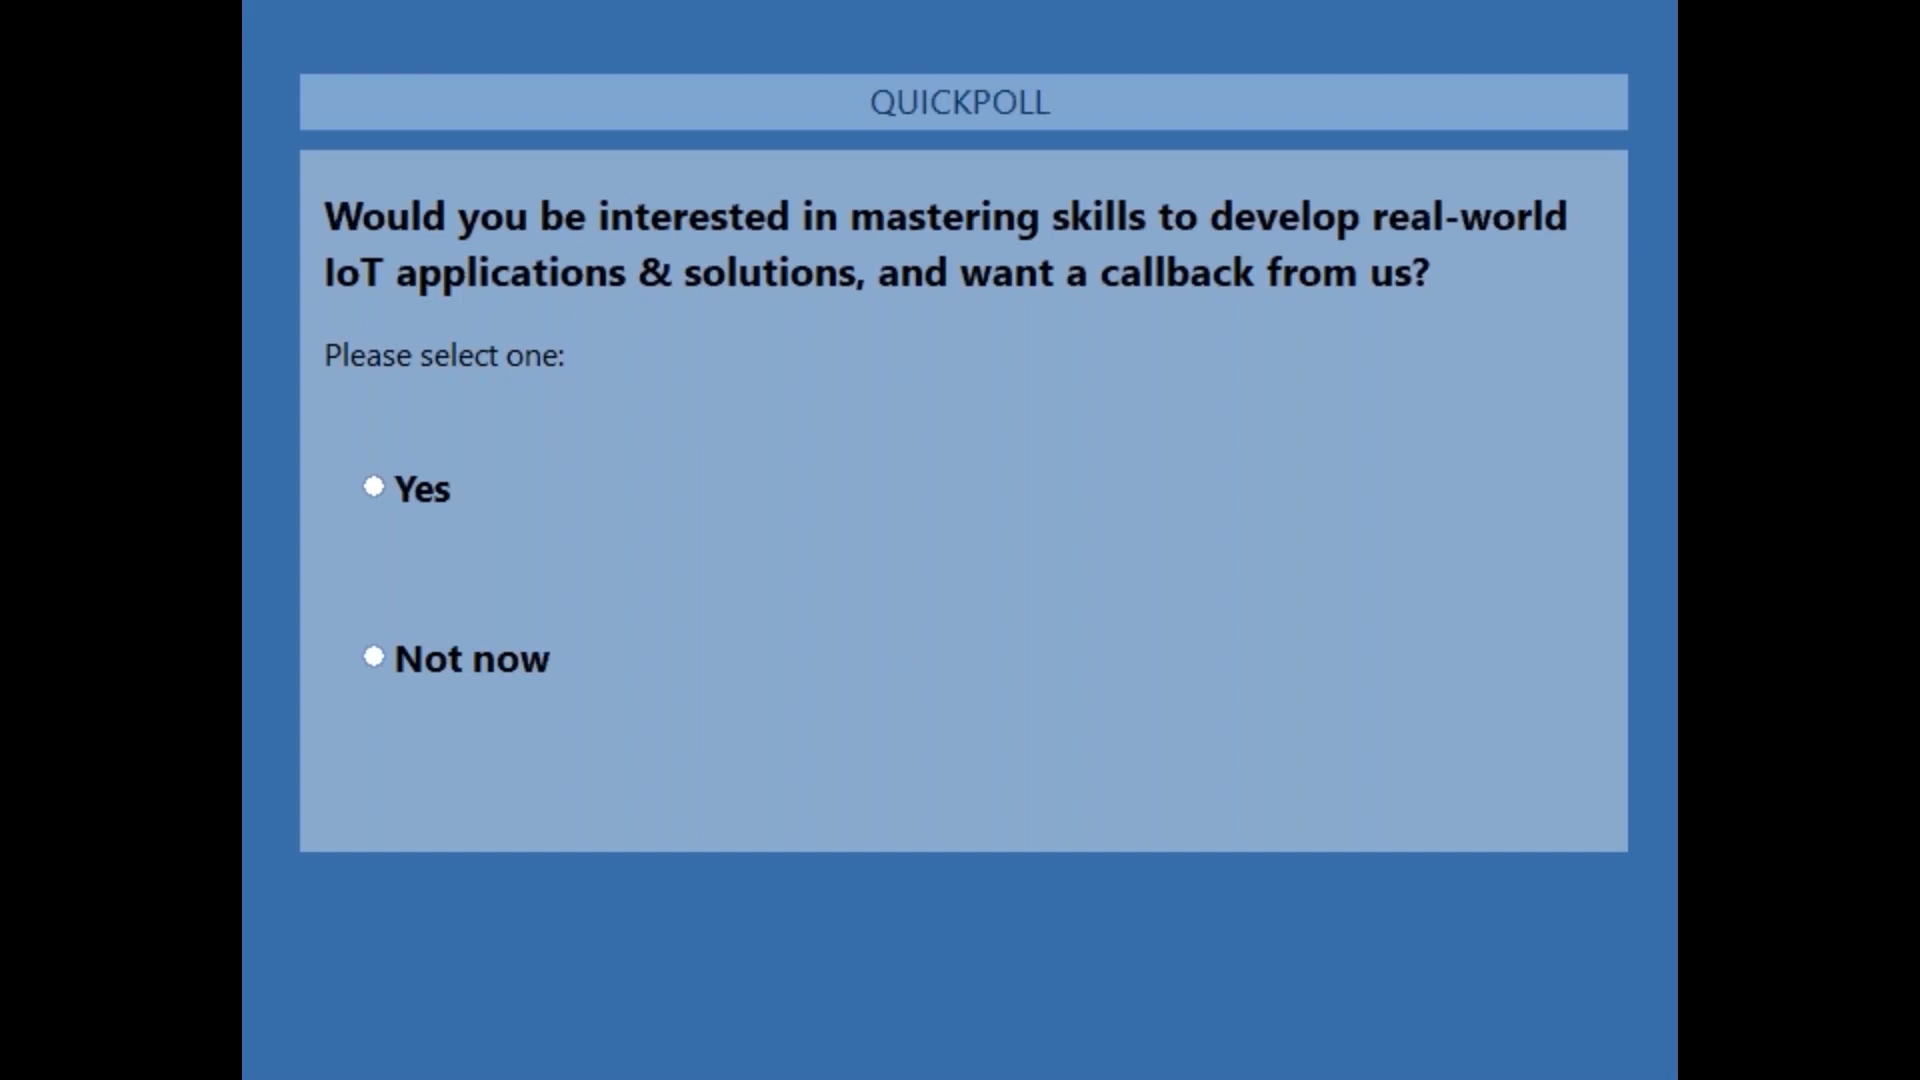 QUICKPOLL
Would you be interested in mastering skills to develop real-world
IoT applications & solutions, and want a callback from us?
Please select one:
Yes
Not now